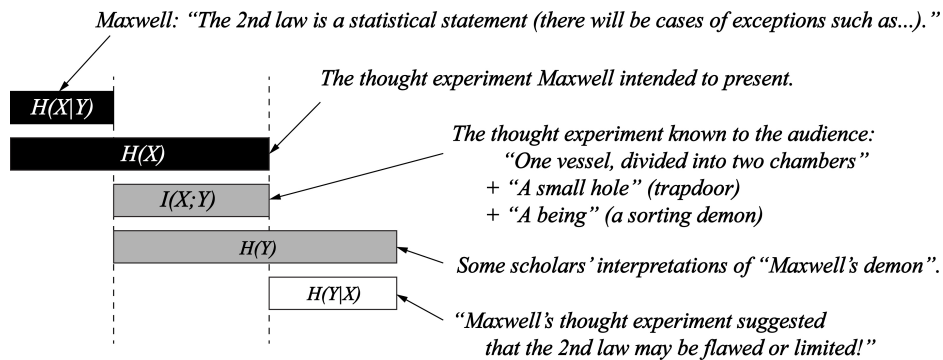 Maxwell: “The 2nd law is a statistical statement (there will be cases of exceptions such as...).”
The thought experiment Maxwell intended to present.
H(X|Y)
The thought experiment known to the audience:
H(X)
“One vessel, divided into two chambers”
+ “A small hole” (trapdoor)
I(X;Y)
+ “A being” (a sorting demon)
H(Y)
Some scholars’ interpretations of “Maxwell’s demon”.
H(Y|X)
“Maxwell’s thought experiment suggested
that the 2nd law may be flawed or limited!”